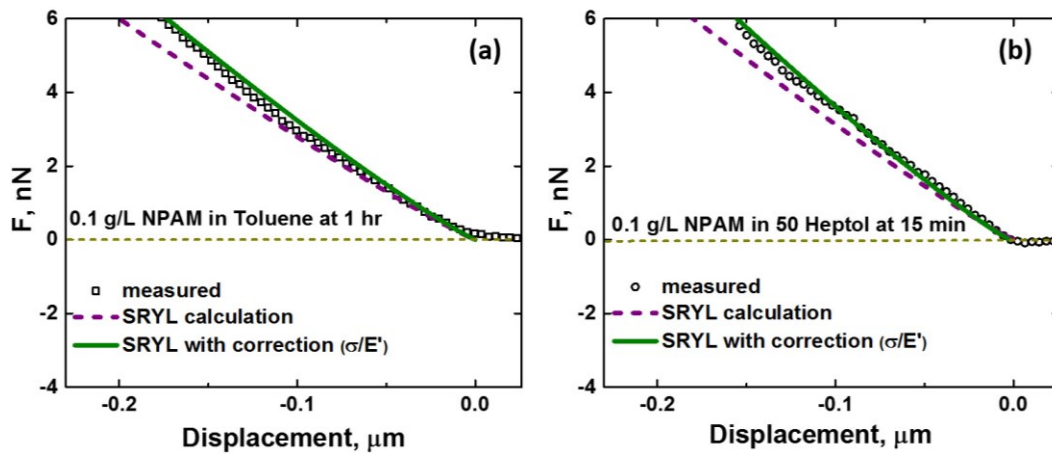 6
4
2
0
-2
-4
F, nN
(a)
0.1 g/L NPAM in Toluene at 1 hr
measured
SRYL calculation
SRYL with correction (σ/E')
-0.2
-0.1
0.0
Displacement, μm
6
4
2
0
-2
-4
F, nN
(b)
0.1 g/L NPAM in 50 Heptol at 15 min
measured
SRYL calculation
SRYL with correction (σ/E')
-0.2
-0.1
0.0
Displacement, μm